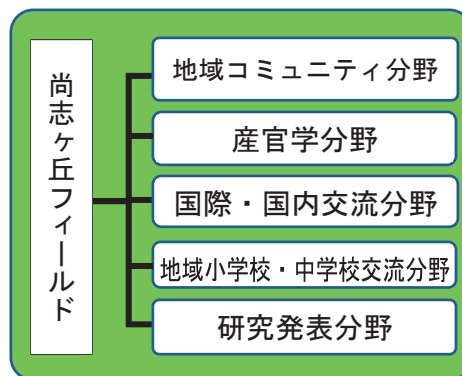 尚志ヶ丘フィールド
地域コミュニティ分野
産官学分野
国際・国内交流分野
地域小学校・中学校交流分野
研究発表分野